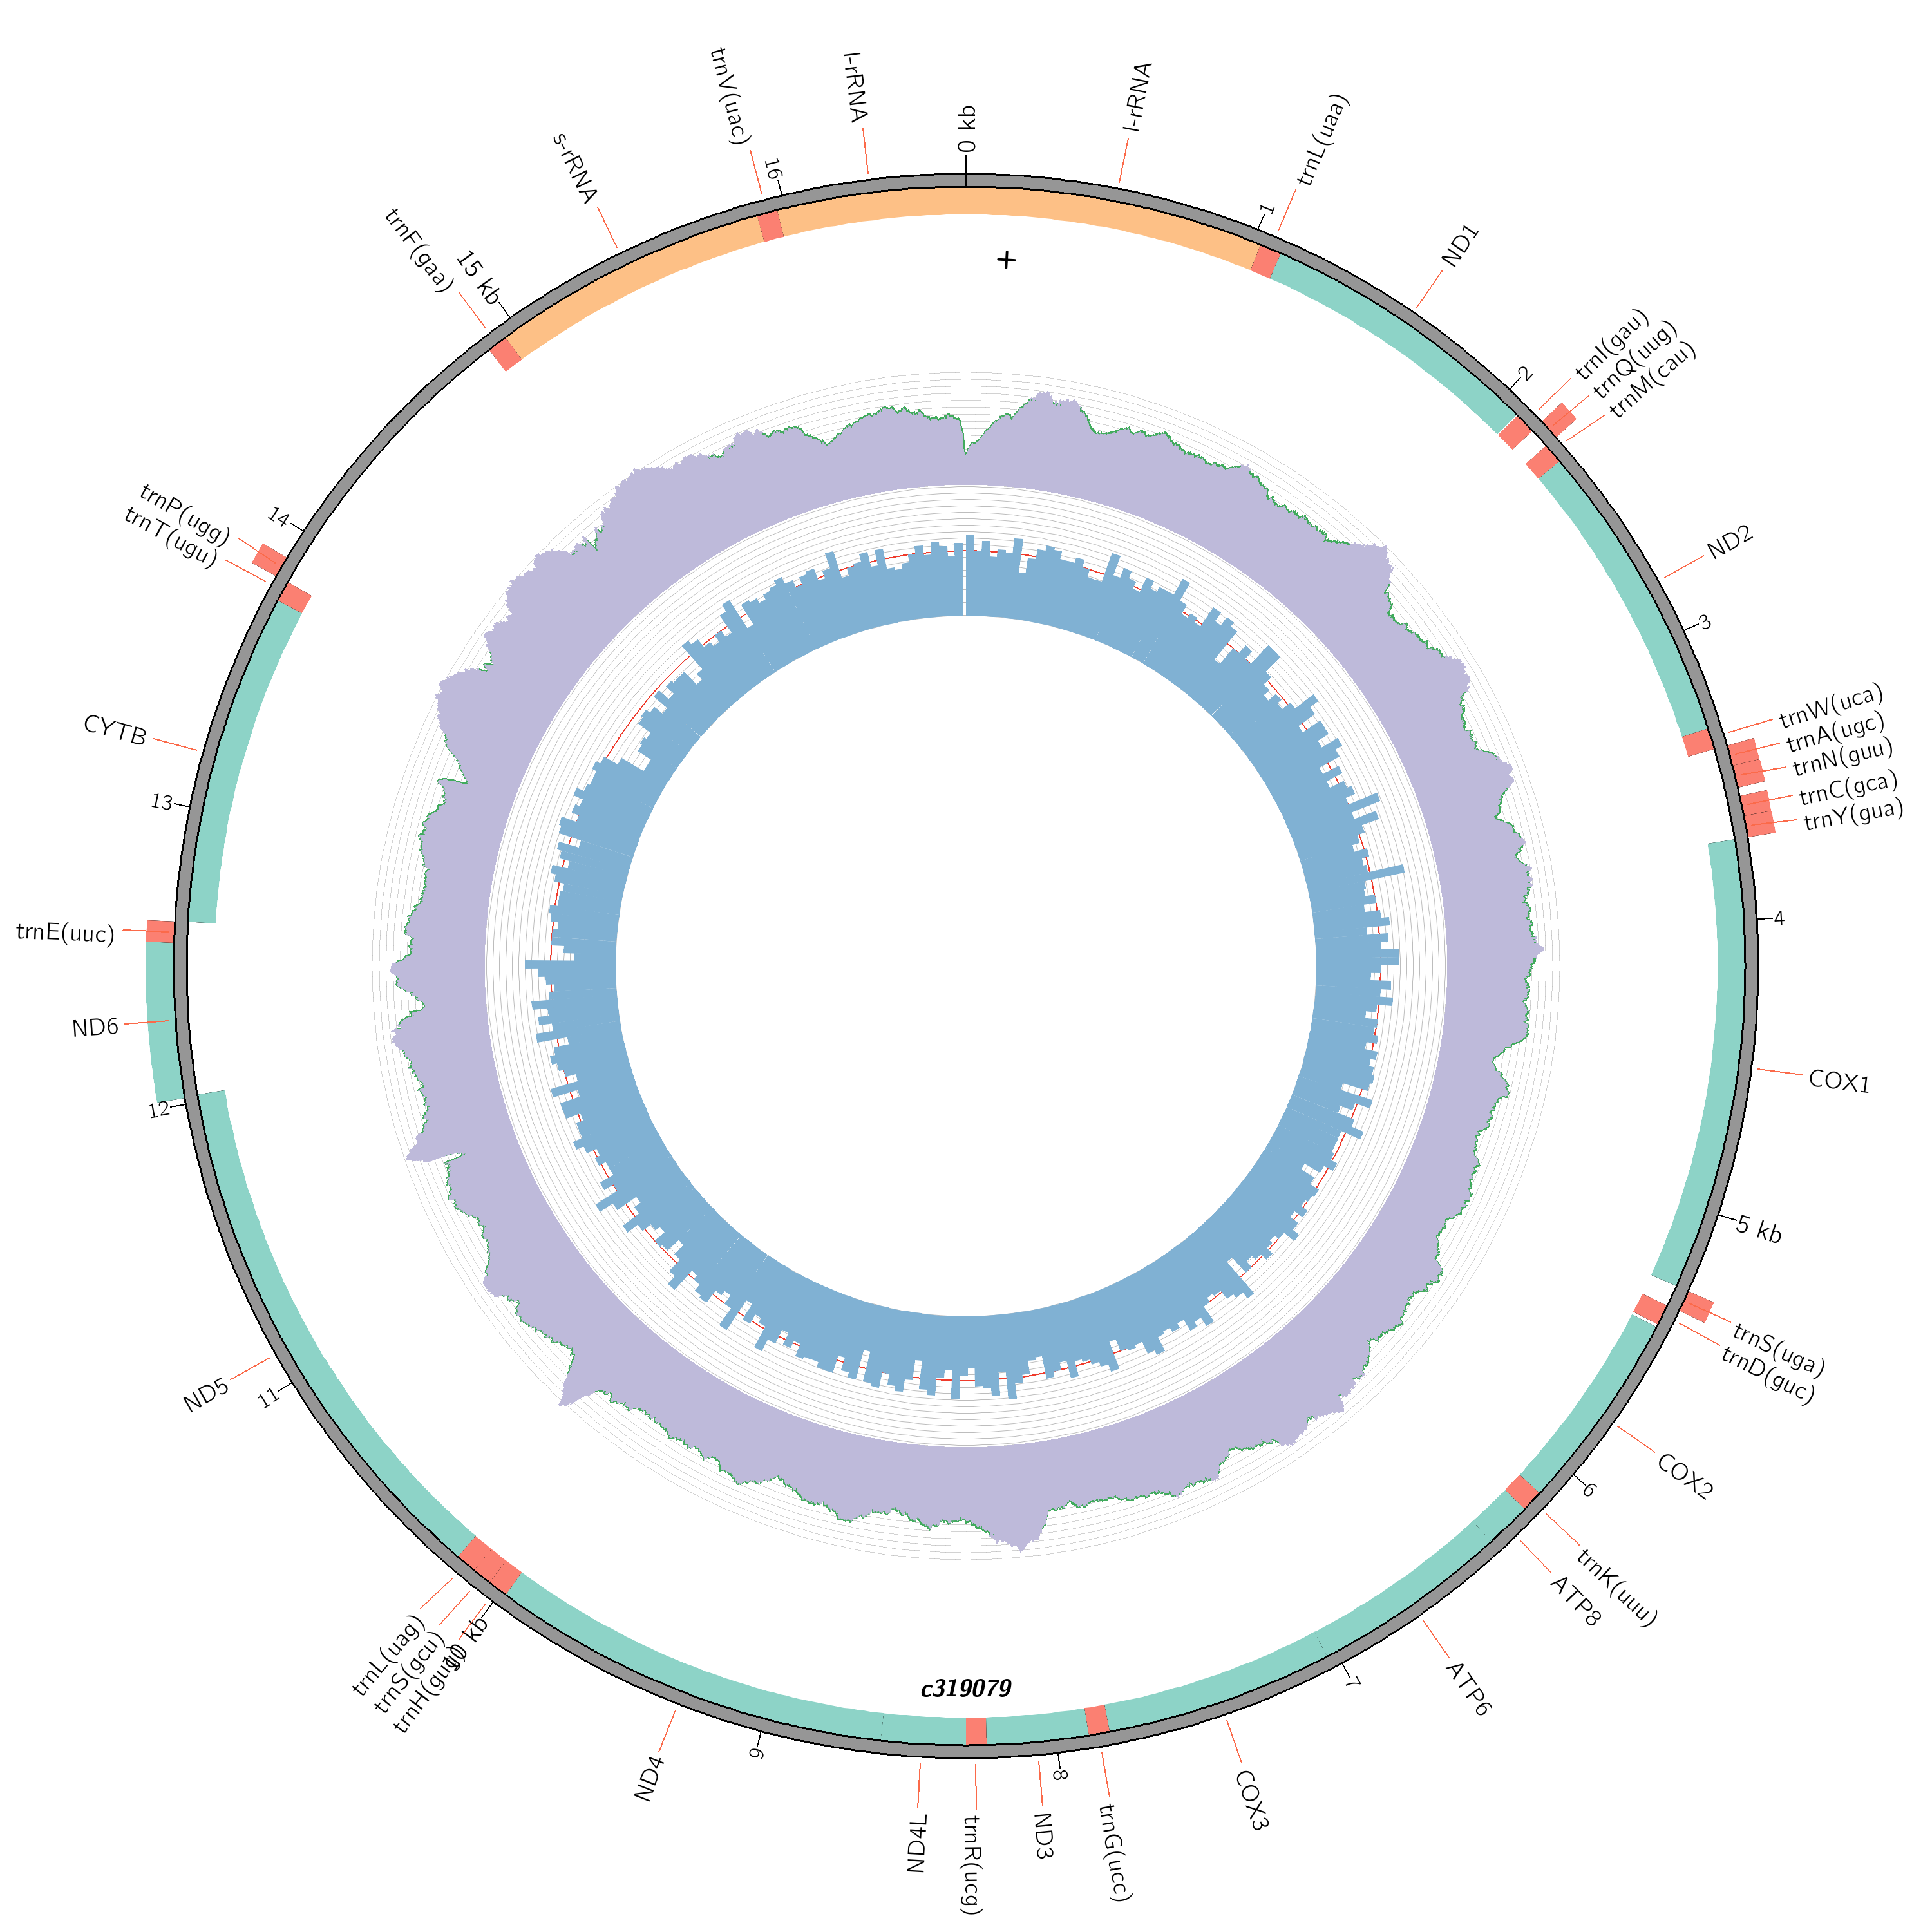 0 kb
l-rRNA
1
trnL(uaa)
ND1
2
trnI(gau)
trnQ(uug)
trnM(cau)
ND2
3
trnW(uca)
trnA(ugc)
trnN(guu)
trnC(gca)
trnY(gua)
4
COX1
5 kb
trnS(uga)
trnD(guc)
COX2
6
trnK(uuu)
ATP8
ATP6
7
COX3
trnG(ucc)
8
ND3
trnR(ucg)
c319079
ND4L
9
ND4
10 kb
trnH(gug)
trnS(gcu)
trnL(uag)
11
ND5
12
ND6
trnE(uuc)
13
CYTB
trnT(ugu)
trnP(ugg)
14
trnF(gaa)
15 kb
s-rRNA
trnV(uac)
16
l-rRNA
+